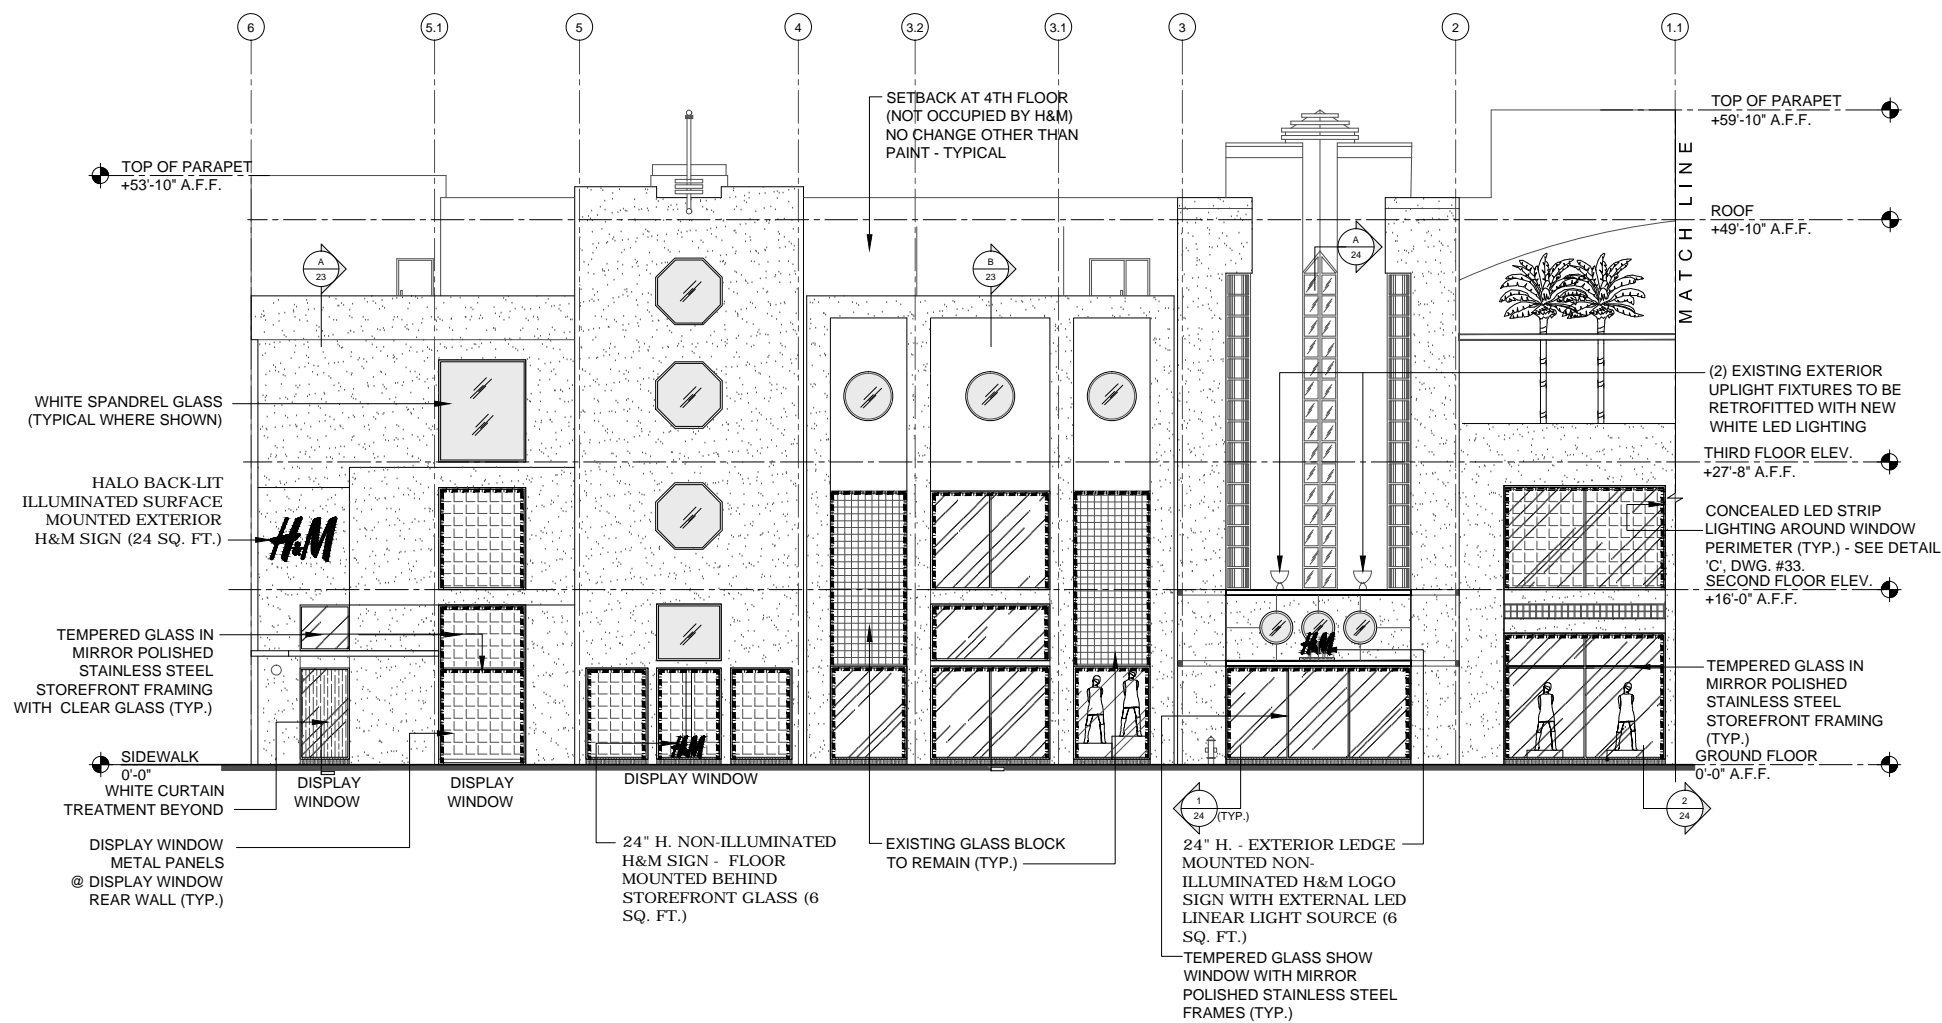 6
5.1
5
4
3.2
3.1
3
2
1.1
SETBACK AT 4TH FLOOR
(NOT OCCUPIED BY H&M)
NO CHANGE OTHER THAN
PAINT - TYPICAL
TOP OF PARAPET
+59'-10" A.F.F.
TOP OF PARAPET
+53'-10" A.F.F.
MATCH LINE
ROOF
+49'-10" A.F.F.
A
23
B
23
A
24
WHITE SPANDREL GLASS
(TYPICAL WHERE SHOWN)
(2) EXISTING EXTERIOR
UPLIGHT FIXTURES TO BE
RETROFITTED WITH NEW
WHITE LED LIGHTING
THIRD FLOOR ELEV.
+27'-8" A.F.F.
HALO BACK-LIT
ILLUMINATED SURFACE
MOUNTED EXTERIOR
H&M SIGN (24 SQ. FT.)
H&M
CONCEALED LED STRIP
LIGHTING AROUND WINDOW
PERIMETER (TYP.) - SEE DETAIL
'C', DWG. #33.
SECOND FLOOR ELEV.
+16'-0" A.F.F.
TEMPERED GLASS IN
MIRROR POLISHED
STAINLESS STEEL
STOREFRONT FRAMING
WITH CLEAR GLASS (TYP.)
H&M
TEMPERED GLASS IN
MIRROR POLISHED
STAINLESS STEEL
STOREFRONT FRAMING
(TYP.)
H&M
SIDEWALK
0'-0"
GROUND FLOOR
0'-0" A.F.F.
WHITE CURTAIN
TREATMENT BEYOND
DISPLAY
WINDOW
DISPLAY
WINDOW
DISPLAY WINDOW
1
24
(TYP.)
2
24
DISPLAY WINDOW
METAL PANELS
@ DISPLAY WINDOW
REAR WALL (TYP.)
24" H. NON-ILLUMINATED
H&M SIGN - FLOOR
MOUNTED BEHIND
STOREFRONT GLASS (6
SQ. FT.)
EXISTING GLASS BLOCK
TO REMAIN (TYP.)
24" H. - EXTERIOR LEDGE
MOUNTED NON-
ILLUMINATED H&M LOGO
SIGN WITH EXTERNAL LED
LINEAR LIGHT SOURCE (6
SQ. FT.)
TEMPERED GLASS SHOW
WINDOW WITH MIRROR
POLISHED STAINLESS STEEL
FRAMES (TYP.)